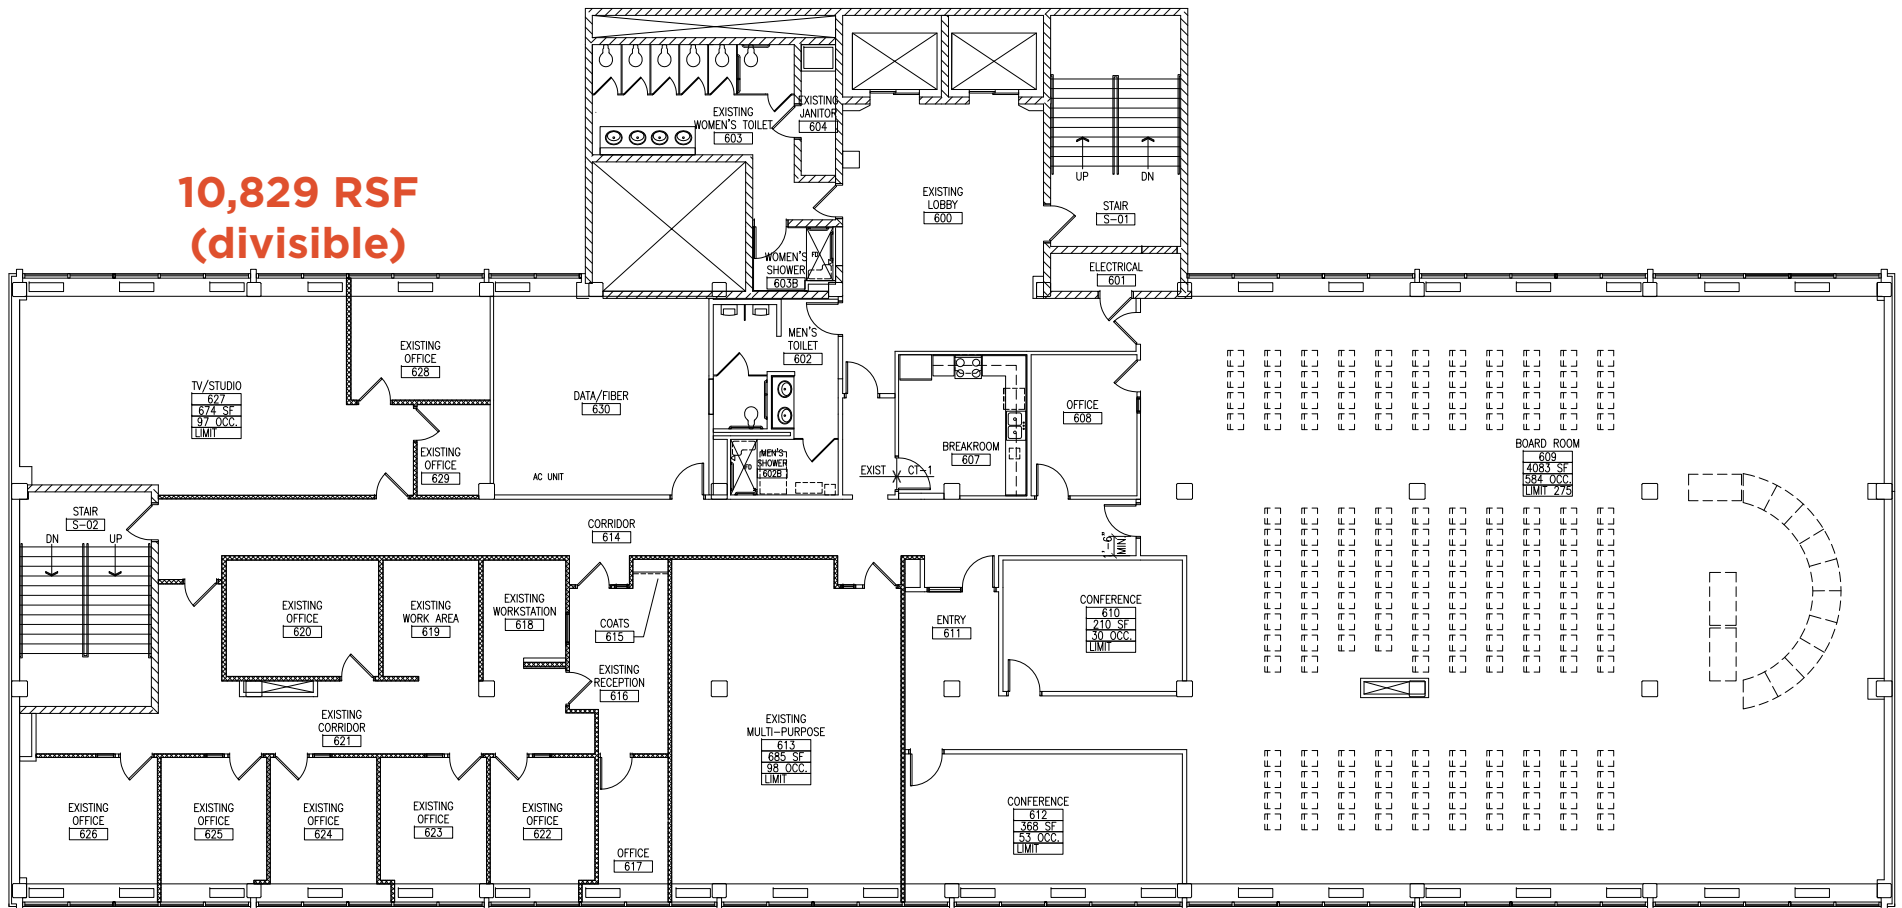 10,829 RSF
(divisible)
EXISTING
WOMEN'S TOILET
603
EXISTING
JANITOR
604
EXISTING
LOBBY
600
UP
DN
STAIR
S-01
ELECTRICAL
601
WOMEN'S
SHOWER
603B
FD
MEN'S
TOILET
602
EXISTING
OFFICE
628
TV/STUDIO
627
674 SF
97 OCC.
LIMIT
DATA/FIBER
630
AC UNIT
EXISTING
OFFICE
629
MEN'S
SHOWER
602B
FD
BREAKROOM
607
EXIST
CT-1
OFFICE
608
BOARD ROOM
609
4083 SF
584 OCC.
LIMIT 275
STAIR
S-02
DN
UP
CORRIDOR
614
1'-6"
MIN
EXISTING
OFFICE
620
EXISTING
WORK AREA
619
EXISTING
WORKSTATION
618
COATS
615
EXISTING
RECEPTION
616
ENTRY
611
CONFERENCE
610
210 SF
30 OCC.
LIMIT
EXISTING
CORRIDOR
621
EXISTING
MULTI-PURPOSE
613
685 SF
98 OCC.
LIMIT
EXISTING
OFFICE
626
EXISTING
OFFICE
625
EXISTING
OFFICE
624
EXISTING
OFFICE
623
EXISTING
OFFICE
622
OFFICE
617
CONFERENCE
612
368 SF
53 OCC.
LIMIT